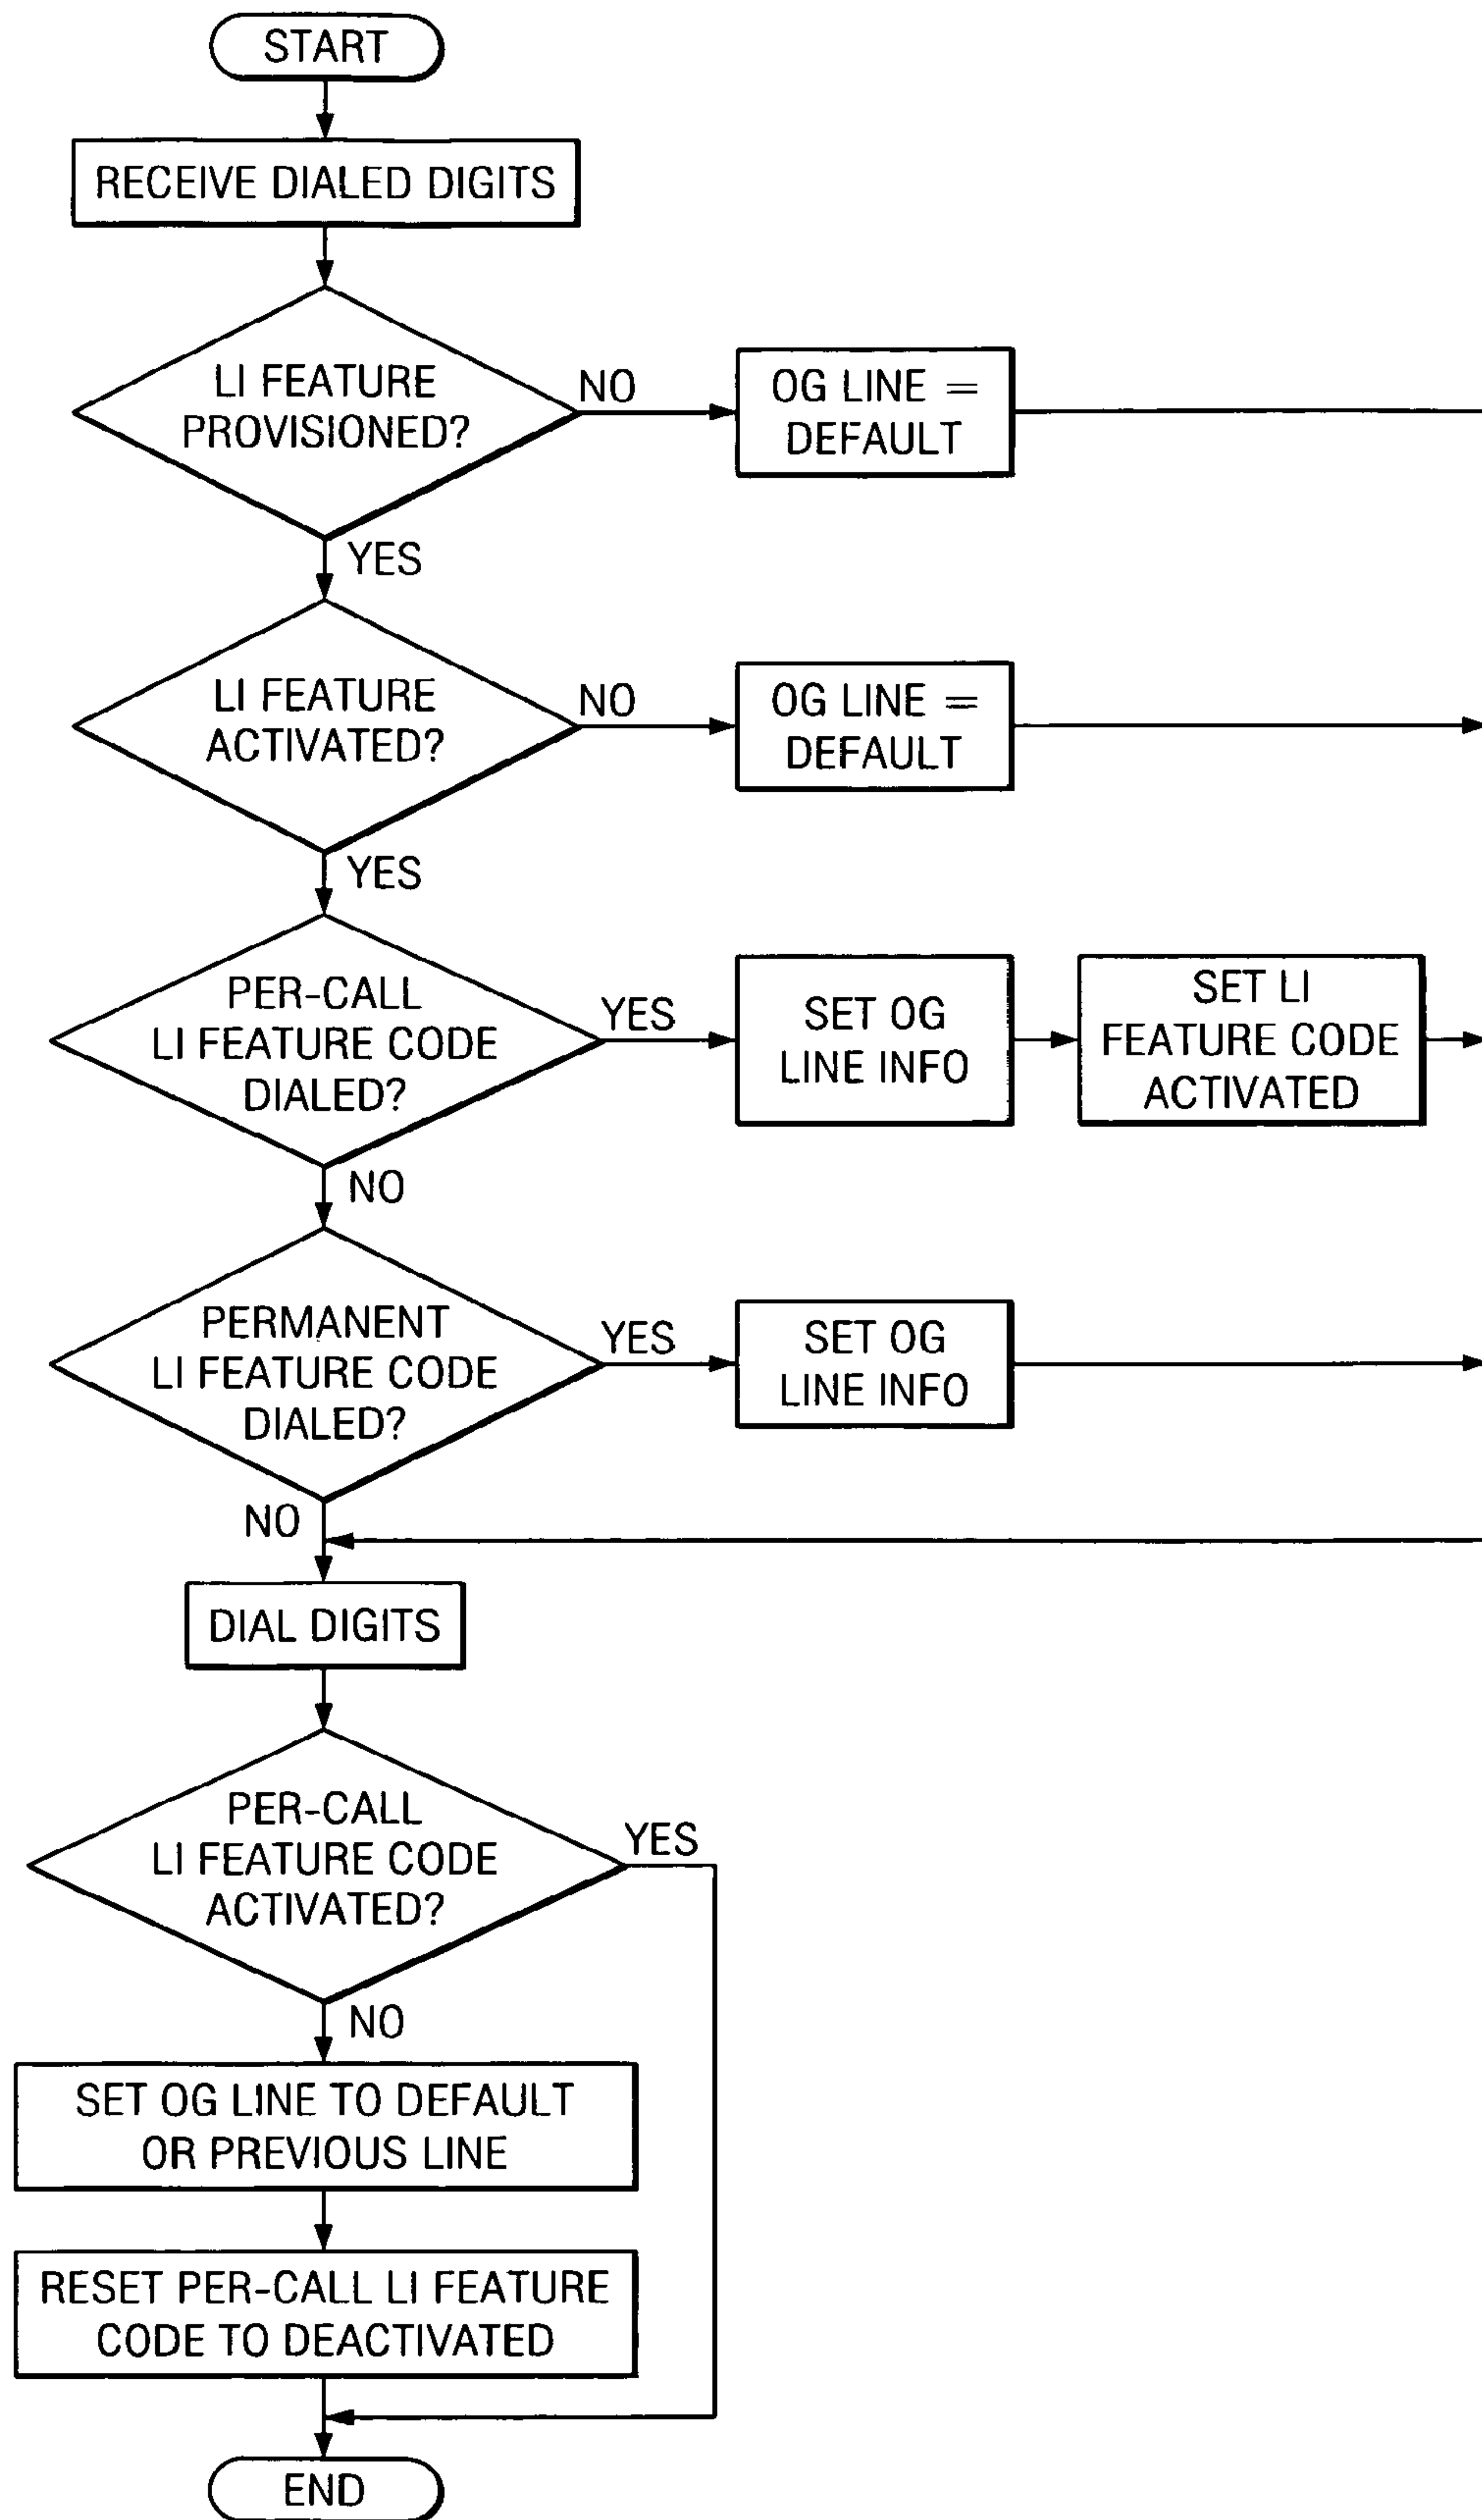 START
RECEIVE DIALED DIGITS
LI FEATURE
PROVISIONED?
NO
OG LINE =
DEFAULT
YES
LI FEATURE
ACTIVATED?
NO
OG LINE =
DEFAULT
YES
PER-CALL
LI FEATURE CODE
DIALED?
YES
SET OG
LINE INFO
SET LI
FEATURE CODE
ACTIVATED
NO
PERMANENT
LI FEATURE CODE
DIALED?
YES
SET OG
LINE INFO
NO
DIAL DIGITS
PER-CALL
LI FEATURE CODE
ACTIVATED?
YES
NO
SET OG LINE TO DEFAULT
OR PREVIOUS LINE
RESET PER-CALL LI FEATURE
CODE TO DEACTIVATED
END